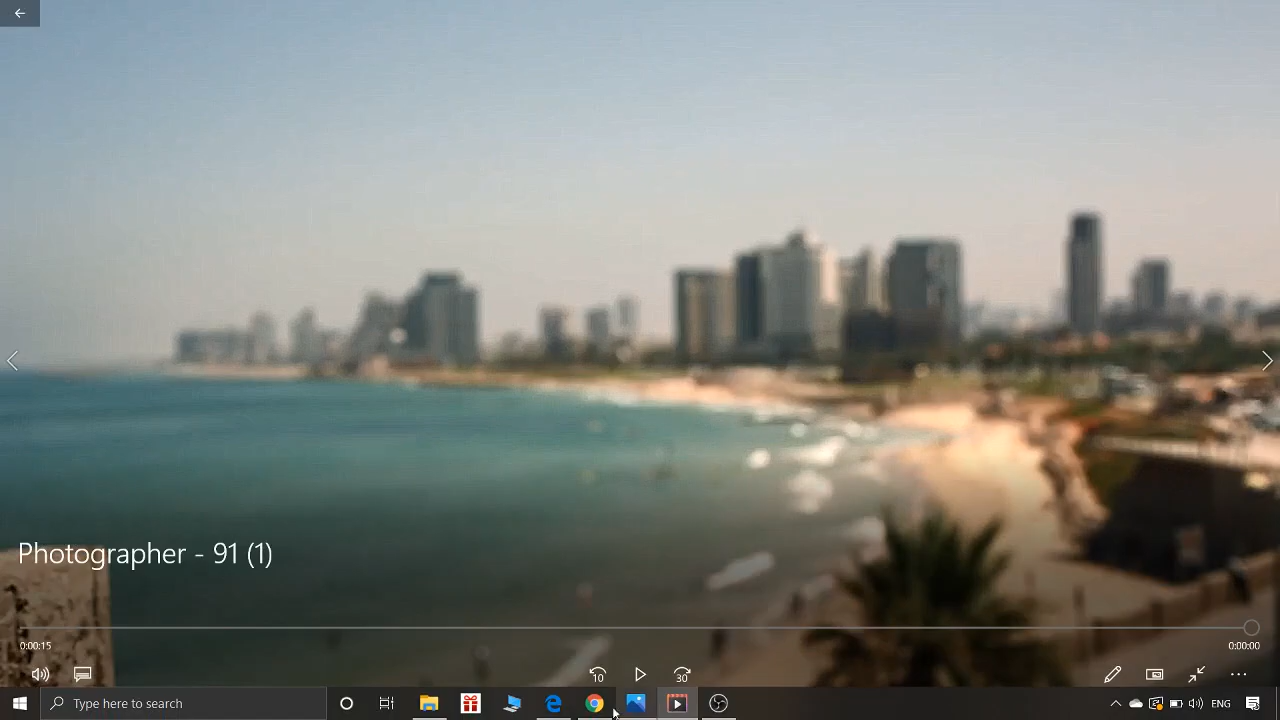 Photographer - 91 (1)
0:00:15
0:00:00
10
30
Type here to search
ENG